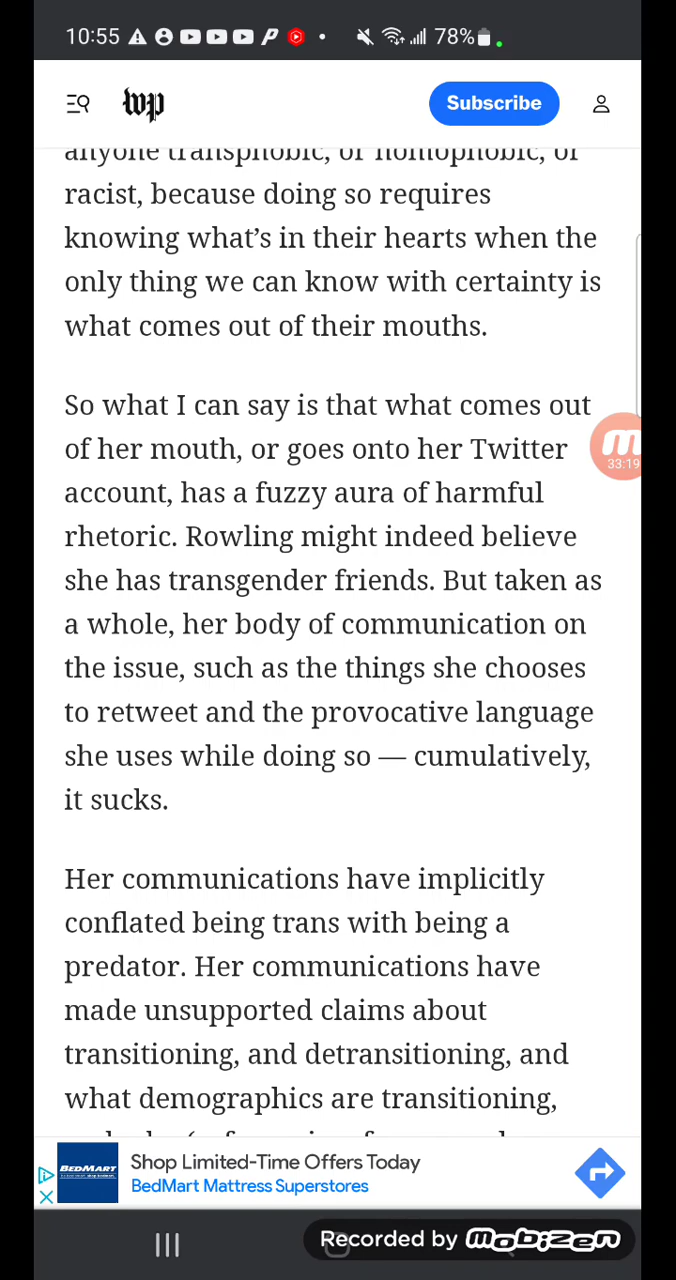 10:55 78%
wp Subscribe
anyone transphobic, or homophobic, or
racist, because doing so requires
knowing what’s in their hearts when the
only thing we can know with certainty is
what comes out of their mouths.
So what I can say is that what comes out
of her mouth, or goes onto her Twitter
account, has a fuzzy aura of harmful
rhetoric. Rowling might indeed believe
she has transgender friends. But taken as
a whole, her body of communication on
the issue, such as the things she chooses
to retweet and the provocative language
she uses while doing so — cumulatively,
it sucks.
33:19
Her communications have implicitly
conflated being trans with being a
predator. Her communications have
made unsupported claims about
transitioning, and detransitioning, and
what demographics are transitioning,
BEDMART
Shop Limited-Time Offers Today
BedMart Mattress Superstores
Recorded by mobizen